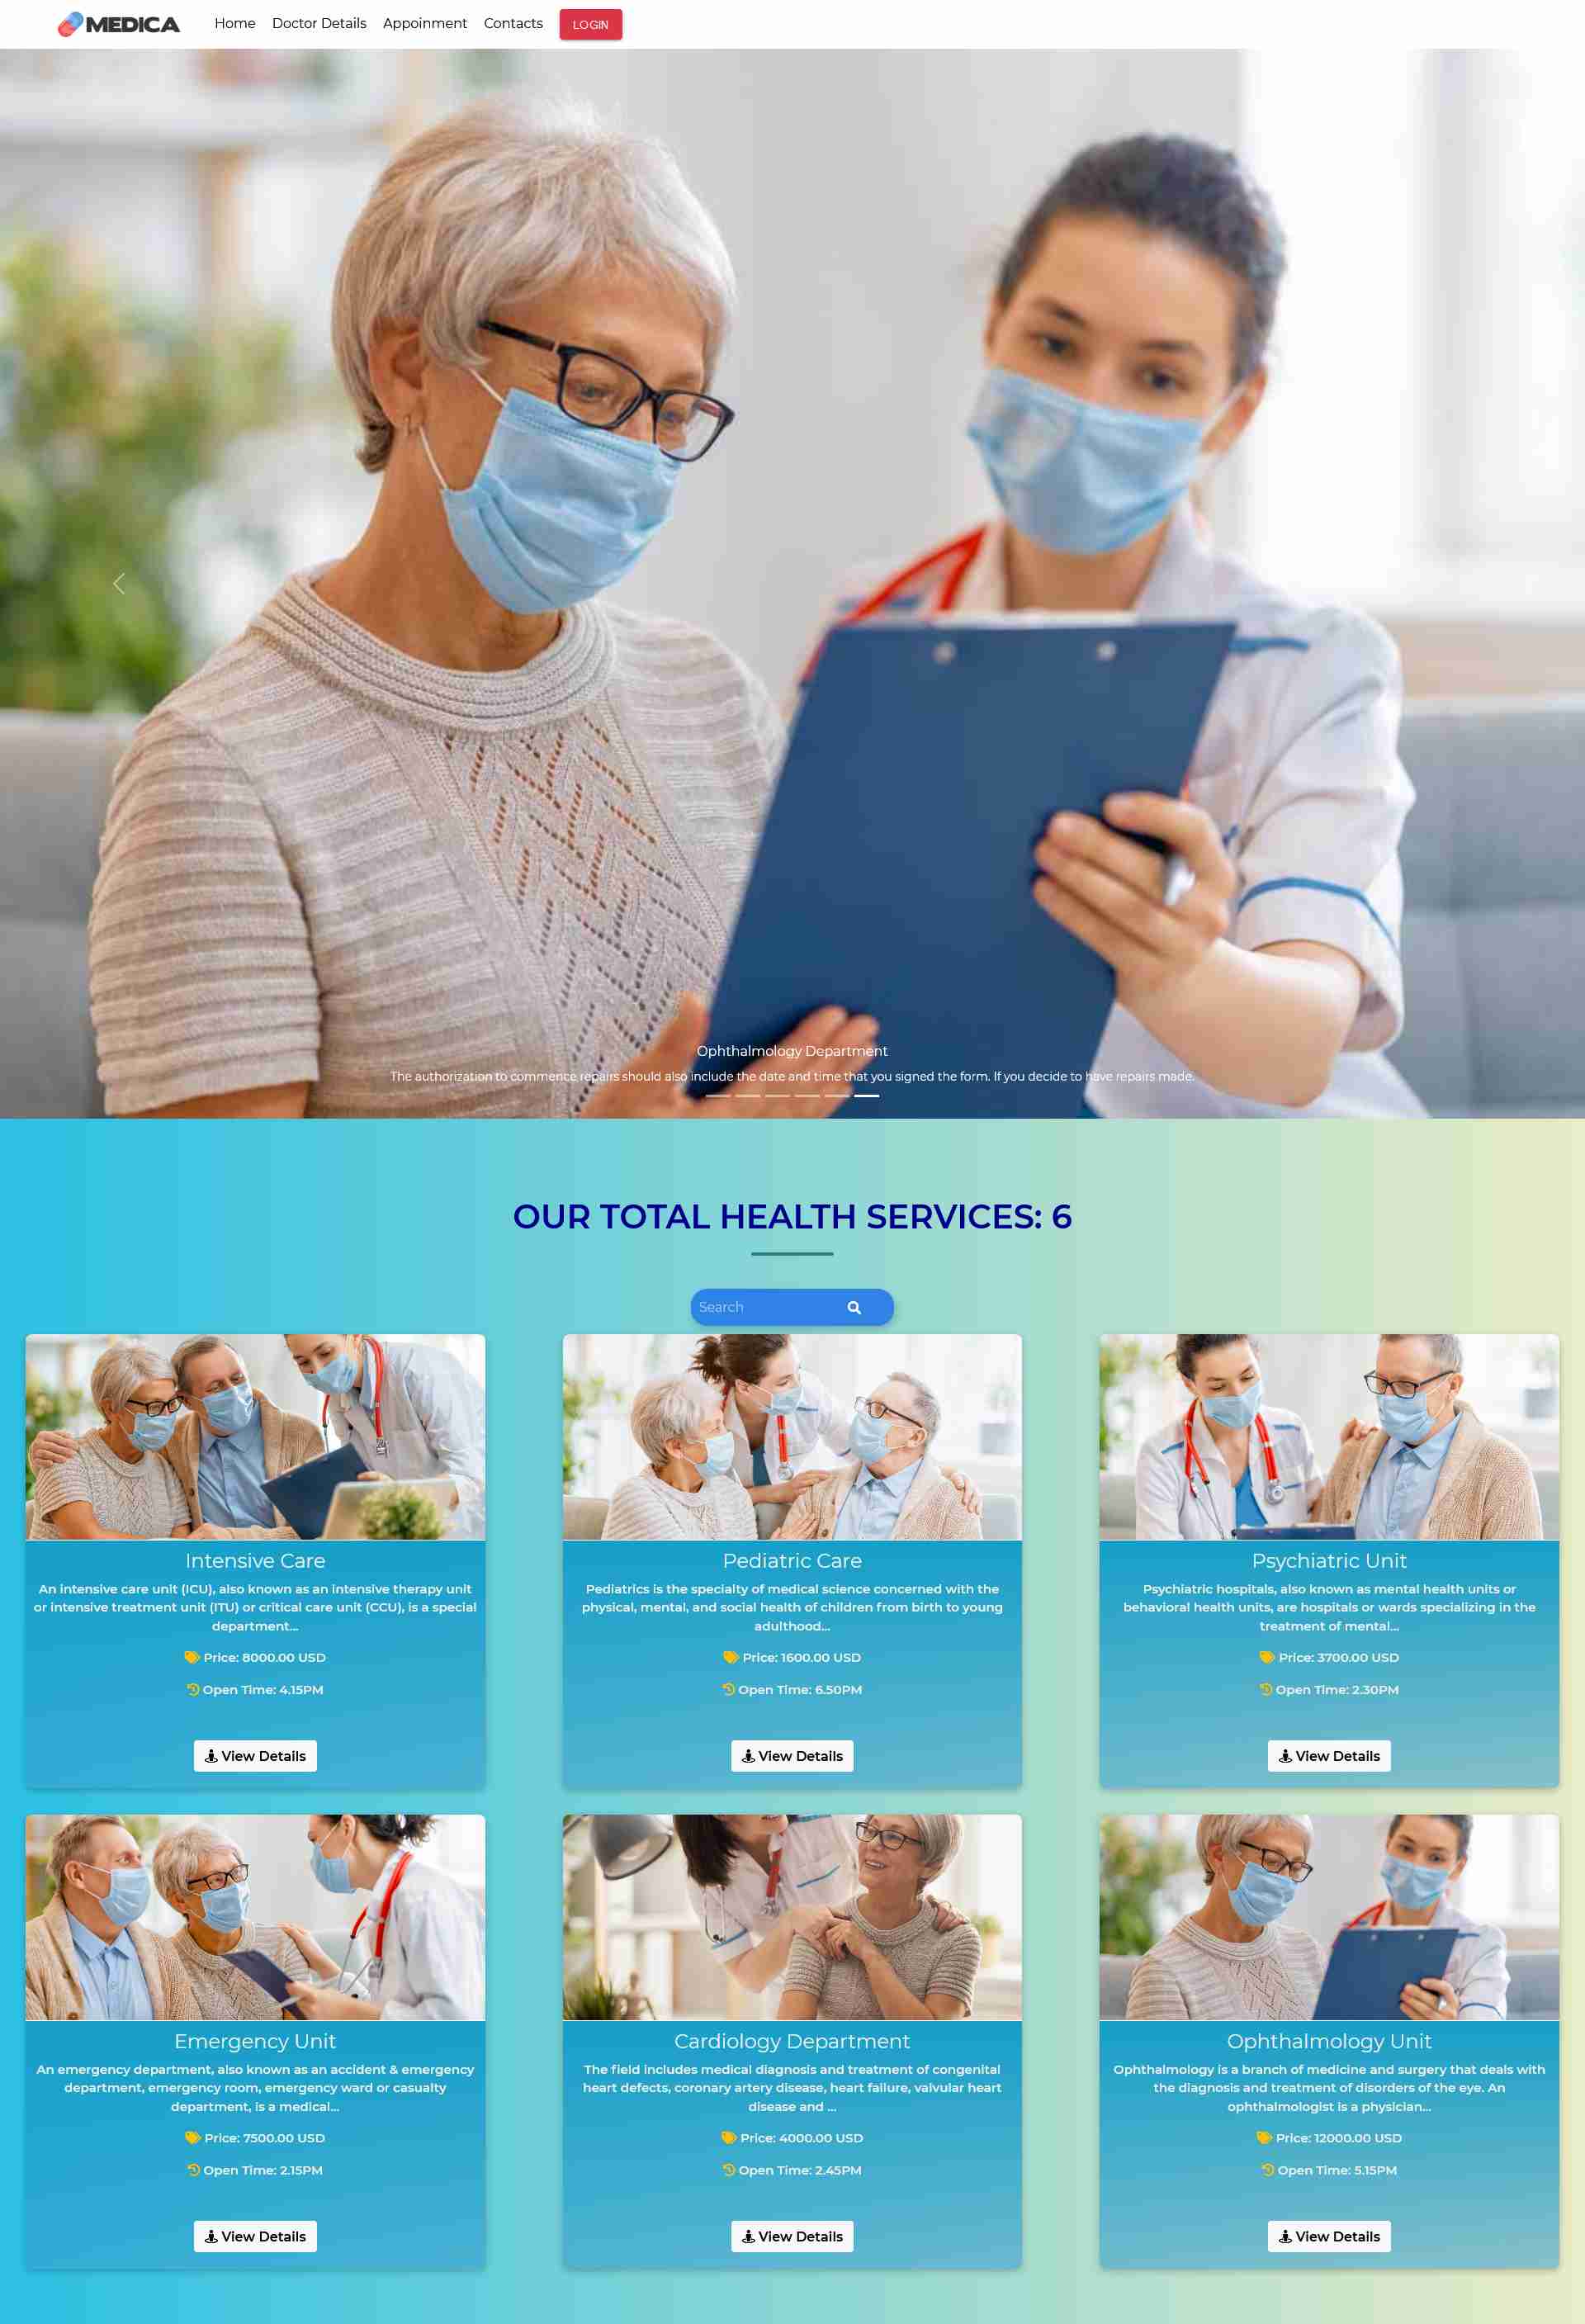 MEDICA
Home
Doctor Details
Appoinment
Contacts
LOGIN
Ophthalmology Department
The authorization to commence repairs should also include the date and time that you signed the form. If you decide to have repairs made.
OUR TOTAL HEALTH SERVICES: 6
Search
Intensive Care
An intensive care unit (ICU), also known as an intensive therapy unit
or intensive treatment unit (ITU) or critical care unit (CCU), is a special
department...
Price: 8000.00 USD
Open Time: 4.15PM
View Details
Pediatric Care
Pediatrics is the specialty of medical science concerned with the
physical, mental, and social health of children from birth to young
adulthood...
Price: 1600.00 USD
Open Time: 6.50PM
View Details
Psychiatric Unit
Psychiatric hospitals, also known as mental health units or
behavioral health units, are hospitals or wards specializing in the
treatment of mental...
Price: 3700.00 USD
Open Time: 2.30PM
View Details
Emergency Unit
An emergency department, also known as an accident & emergency
department, emergency room, emergency ward or casualty
department, is a medical...
Price: 7500.00 USD
Open Time: 2.15PM
View Details
Cardiology Department
The field includes medical diagnosis and treatment of congenital
heart defects, coronary artery disease, heart failure, valvular heart
disease and ...
Price: 4000.00 USD
Open Time: 2.45PM
View Details
Ophthalmology Unit
Ophthalmology is a branch of medicine and surgery that deals with
the diagnosis and treatment of disorders of the eye. An
ophthalmologist is a physician...
Price: 12000.00 USD
Open Time: 5.15PM
View Details